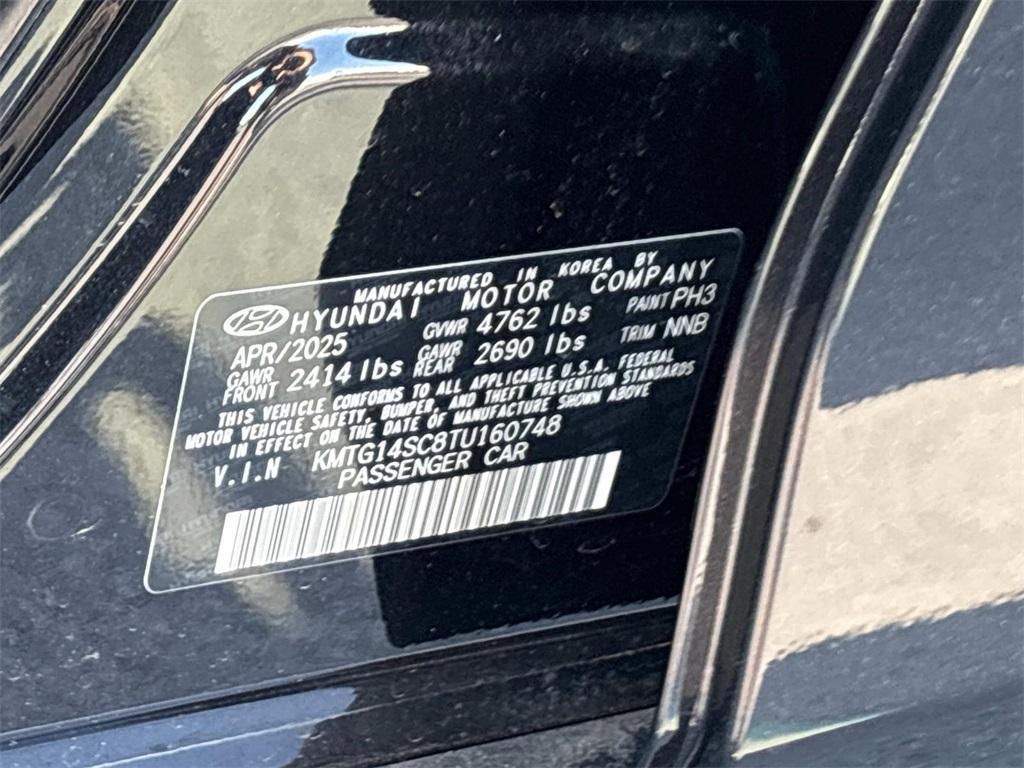 MANUFACTURED IN KOREA BY
HYUNDAI MOTOR COMPANY
APR/2025 GVWR 4762 lbs PAINT PH3
GAWR FRONT 2414 lbs GAWR REAR 2690 lbs TRIM NNB
THIS VEHICLE CONFORMS TO ALL APPLICABLE U.S.A. FEDERAL
MOTOR VEHICLE SAFETY, BUMPER, AND THEFT PREVENTION STANDARDS
IN EFFECT ON THE DATE OF MANUFACTURE SHOWN ABOVE
V.I.N KMTG14SC8TU160748
PASSENGER CAR